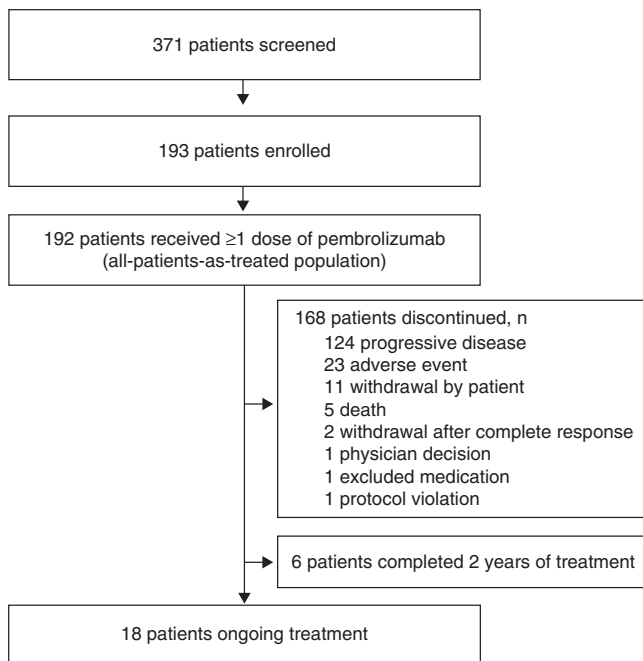 371 patients screened
193 patients enrolled
192 patients received ≥1 dose of pembrolizumab
(all-patients-as-treated population)
168 patients discontinued, n
124 progressive disease
23 adverse event
11 withdrawal by patient
5 death
2 withdrawal after complete response
1 physician decision
1 excluded medication
1 protocol violation
6 patients completed 2 years of treatment
18 patients ongoing treatment